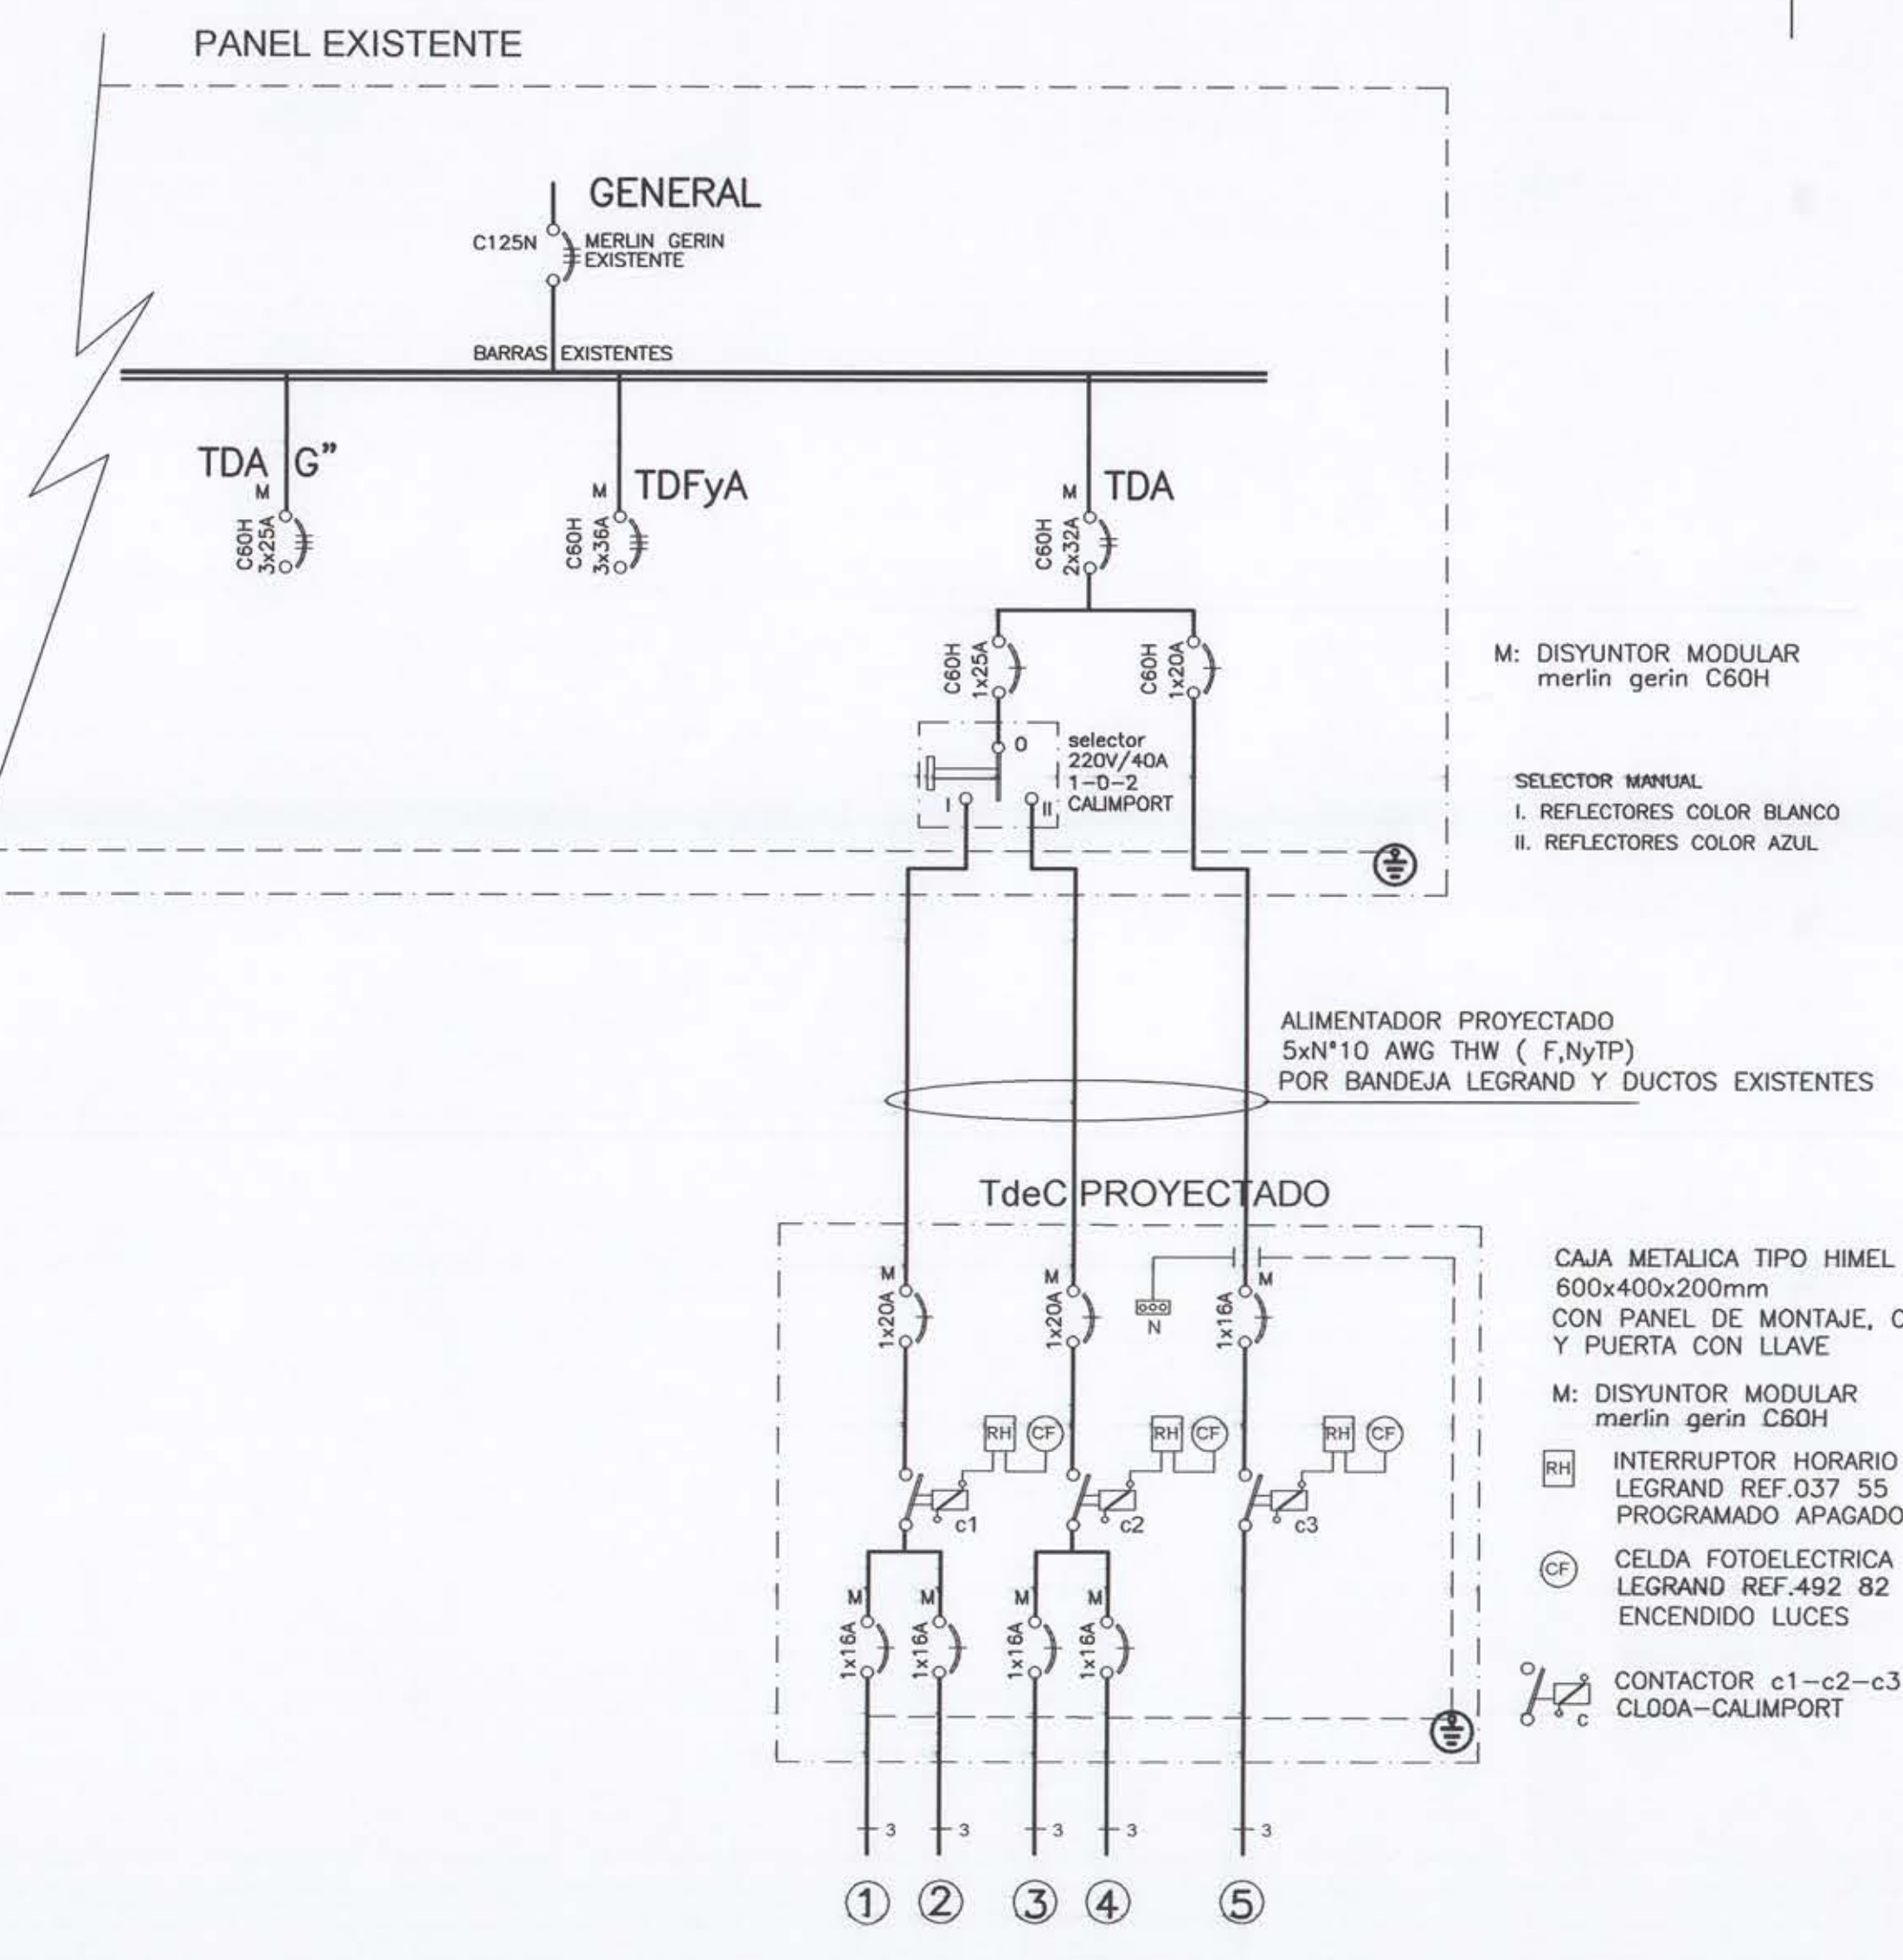 PANEL EXISTENTE
GENERAL
C125N
MERLIN GERIN
EXISTENTE
BARRAS EXISTENTES
TDA G”
M
C60H
3x25A
TDFyA
M
C60H
3x36A
TDA
M
C60H
2x32A
C60H
1x25A
C60H
1x20A
O
I
II
selector
220V/40A
1-0-2
CALIMPORT
M: DISYUNTOR MODULAR
merlin gerin C60H
SELECTOR MANUAL
I. REFLECTORES COLOR BLANCO
II. REFLECTORES COLOR AZUL
ALIMENTADOR PROYECTADO
5xN°10 AWG THW ( F,NyTP)
POR BANDEJA LEGRAND Y DUCTOS EXISTENTES
TdeC PROYECTADO
M
1x20A
M
1x20A
N
M
1x16A
RH CF
RH CF
RH CF
c1
c2
c3
M
1x16A
M
1x16A
M
1x16A
M
1x16A
3
3
3
3
3
1
2
3
4
5
CAJA METALICA TIPO HIMEL
600x400x200mm
CON PANEL DE MONTAJE,
Y PUERTA CON LLAVE
M: DISYUNTOR MODULAR
merlin gerin C60H
RH INTERRUPTOR HORARIO
LEGRAND REF.037 55
PROGRAMADO APAGADO
CF CELDA FOTOELECTRICA
LEGRAND REF.492 82
ENCENDIDO LUCES
c CONTACTOR c1-c2-c3
CL00A-CALIMPORT